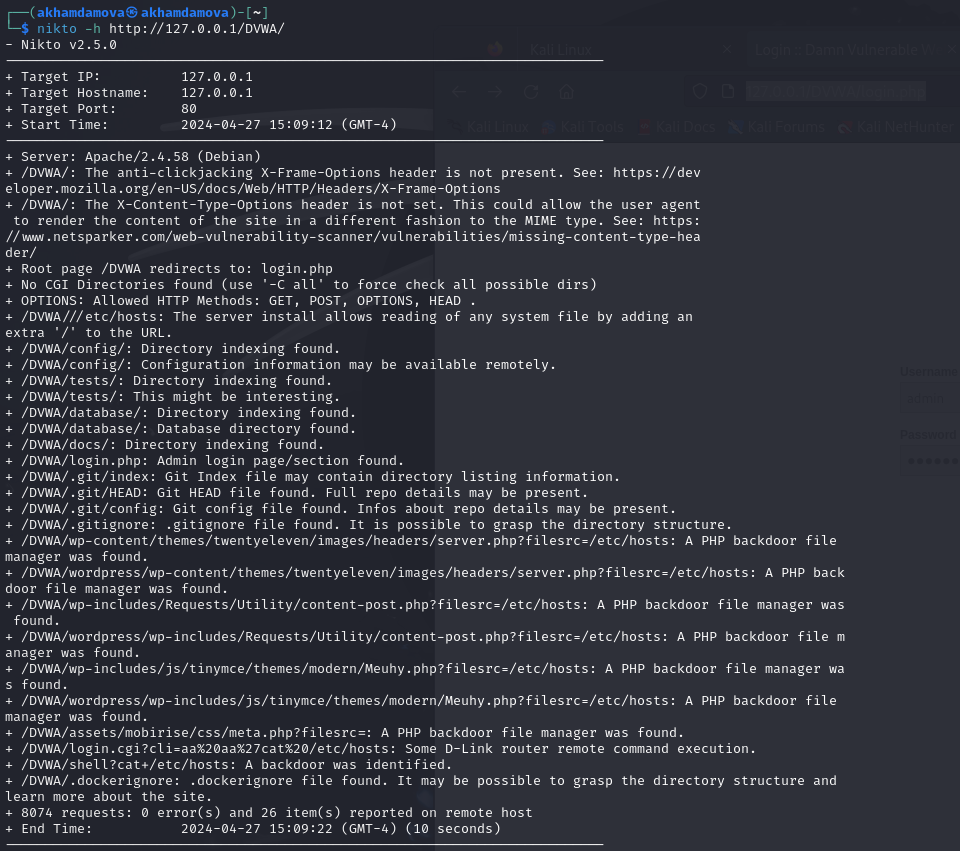 ┌──(akhamdamova㉿akhamdamova)-[~]
└─$ nikto -h http://127.0.0.1/DVWA/
- Nikto v2.5.0
---------------------------------------------------------------------------
+ Target IP:          127.0.0.1
+ Target Hostname:    127.0.0.1
+ Target Port:        80
+ Start Time:         2024-04-27 15:09:12 (GMT-4)
---------------------------------------------------------------------------
+ Server: Apache/2.4.58 (Debian)
+ /DVWA/: The anti-clickjacking X-Frame-Options header is not present. See: https://dev
eloper.mozilla.org/en-US/docs/Web/HTTP/Headers/X-Frame-Options
+ /DVWA/: The X-Content-Type-Options header is not set. This could allow the user agent
 to render the content of the site in a different fashion to the MIME type. See: https:
//www.netsparker.com/web-vulnerability-scanner/vulnerabilities/missing-content-type-hea
der/
+ Root page /DVWA redirects to: login.php
+ No CGI Directories found (use '-C all' to force check all possible dirs)
+ OPTIONS: Allowed HTTP Methods: GET, POST, OPTIONS, HEAD .
+ /DVWA///etc/hosts: The server install allows reading of any system file by adding an
extra '/' to the URL.
+ /DVWA/config/: Directory indexing found.
+ /DVWA/config/: Configuration information may be available remotely.
+ /DVWA/tests/: Directory indexing found.
+ /DVWA/tests/: This might be interesting.
+ /DVWA/database/: Directory indexing found.
+ /DVWA/database/: Database directory found.
+ /DVWA/docs/: Directory indexing found.
+ /DVWA/login.php: Admin login page/section found.
+ /DVWA/.git/index: Git Index file may contain directory listing information.
+ /DVWA/.git/HEAD: Git HEAD file found. Full repo details may be present.
+ /DVWA/.git/config: Git config file found. Infos about repo details may be present.
+ /DVWA/.gitignore: .gitignore file found. It is possible to grasp the directory structure.
+ /DVWA/wp-content/themes/twentyeleven/images/headers/server.php?filesrc=/etc/hosts: A PHP backdoor file
manager was found.
+ /DVWA/wordpress/wp-content/themes/twentyeleven/images/headers/server.php?filesrc=/etc/hosts: A PHP back
door file manager was found.
+ /DVWA/wp-includes/Requests/Utility/content-post.php?filesrc=/etc/hosts: A PHP backdoor file manager was
 found.
+ /DVWA/wordpress/wp-includes/Requests/Utility/content-post.php?filesrc=/etc/hosts: A PHP backdoor file m
anager was found.
+ /DVWA/wp-includes/js/tinymce/themes/modern/Meuhy.php?filesrc=/etc/hosts: A PHP backdoor file manager wa
s found.
+ /DVWA/wordpress/wp-includes/js/tinymce/themes/modern/Meuhy.php?filesrc=/etc/hosts: A PHP backdoor file
manager was found.
+ /DVWA/assets/mobirise/css/meta.php?filesrc=: A PHP backdoor file manager was found.
+ /DVWA/login.cgi?cli=aa%20aa%27cat%20/etc/hosts: Some D-Link router remote command execution.
+ /DVWA/shell?cat+/etc/hosts: A backdoor was identified.
+ /DVWA/.dockerignore: .dockerignore file found. It may be possible to grasp the directory structure and
learn more about the site.
+ 8074 requests: 0 error(s) and 26 item(s) reported on remote host
+ End Time:           2024-04-27 15:09:22 (GMT-4) (10 seconds)
---------------------------------------------------------------------------
Kali Linux
Login :: Damn Vulnerable W
Kali Linux
Kali Tools
Kali Docs
Kali Forums
Kali NetHunter
Username
admin
Password